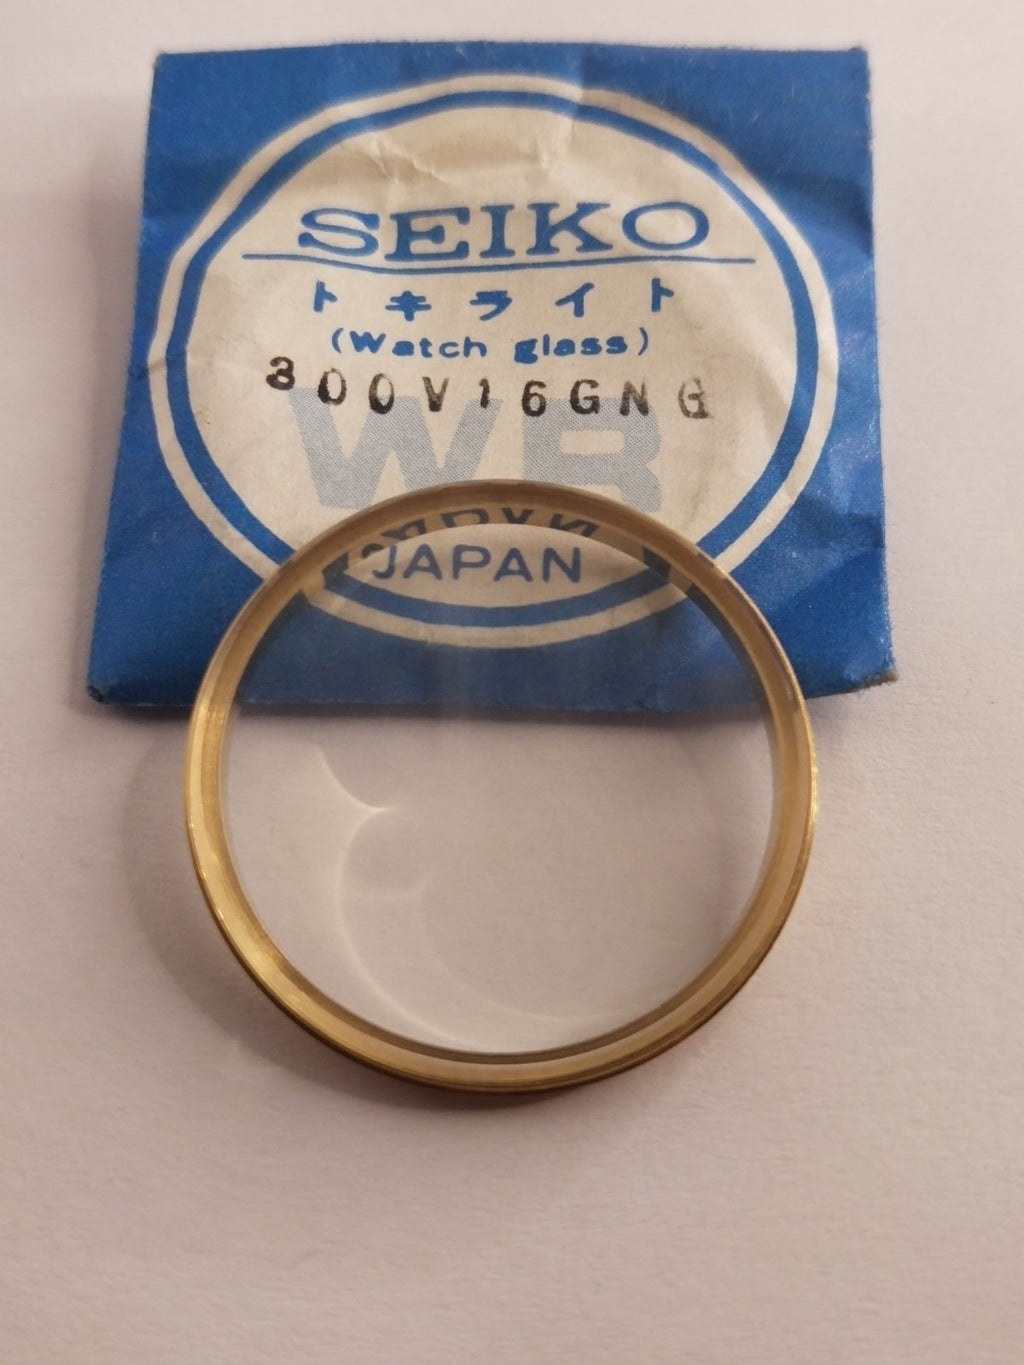 SEIKO
トキライト
(Watch glass)
300V16GNG
WR
JAPAN